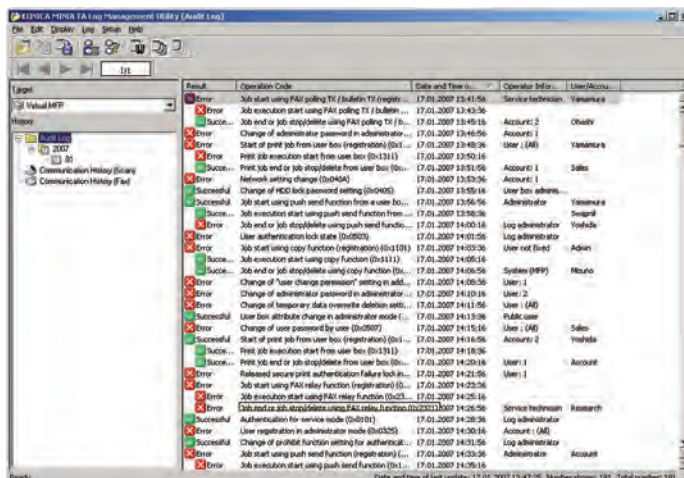 KONICA MINOLTA Log Management Utility [Audit Log]
File Edit Display Log Setup Help
1/1
Target
Virtual MFP
History
Audit Log
2007
01
Communication History (Scan)
Communication History (Fax)
Result Operation Code Date and Time o... Operator Infor... User/Accou...
Error Job start using FAX polling TX / bulletin TX (registr... 17.01.2007 13:41:56 Service technician Yamamura
Error Job execution start using FAX polling TX / bulletin ... 17.01.2007 13:43:36
Succe... Job end or job stop/delete using FAX polling TX / b... 17.01.2007 13:45:16 Account: 2 Ohashi
Error Change of administrator password in administrator... 17.01.2007 13:46:56 Account: 1
Error Start of print job from user box (registration) (0x1... 17.01.2007 13:48:36 User : (All) Yamamura
Error Print job execution start from user box (0x1311) 17.01.2007 13:50:16
Succe... Print job end or job stop/delete from user box (0x... 17.01.2007 13:51:56 Account: 1 Sales
Error Network setting change (0x040A) 17.01.2007 13:53:36 Account: 1
Successful Change of HDD lock password setting (0x0405) 17.01.2007 13:55:16 User box adminis...
Successful Job start using push send function from a user bo... 17.01.2007 13:56:56 Administrator Yamamura
Successful Job execution start using push send function from ... 17.01.2007 13:58:36 Swapnil
Error Job end or job stop/delete using push send functio... 17.01.2007 14:00:16 Log administrator Yoshida
Error User authentication lock state (0x0503) 17.01.2007 14:01:56 Log administrator
Error Job start using copy function (registration) (0x1101) 17.01.2007 14:03:36 User not fixed Admin
Succe... Job execution start using copy function (0x1111) 17.01.2007 14:05:16
Succe... Job end or job stop/delete using copy function (0x... 17.01.2007 14:06:56 System (MFP) Mizuno
Error Change of "user change permission" setting in add... 17.01.2007 14:08:36 User: 1
Error Change of administrator password in administrator... 17.01.2007 14:10:16 User: 2
Error Change of temporary data overwrite deletion setti... 17.01.2007 14:11:56 User : (All)
Successful User box attribute change in administrator mode (... 17.01.2007 14:13:36 Public user
Error Change of user password by user (0x0507) 17.01.2007 14:15:16 User : (All) Sales
Successful Start of print job from user box (registration) (0x1... 17.01.2007 14:16:56 Account: 2 Yoshida
Succe... Print job execution start from user box (0x1311) 17.01.2007 14:18:36
Succe... Print job end or job stop/delete from user box (0x... 17.01.2007 14:20:16 User: 1 Account
Error Released secure print authentication failure lock in... 17.01.2007 14:21:56 User: 1
Error Job start using FAX relay function (registration) (0... 17.01.2007 14:23:36
Error Job execution start using FAX relay function (0x23... 17.01.2007 14:25:16
Error Job end or job stop/delete using FAX relay function (0x2321) 17.01.2007 14:26:56 Service technician Research
Successful Authentication for service mode (0x0101) 17.01.2007 14:28:36 Log administrator
Error User registration in administrator mode (0x0325) 17.01.2007 14:30:16 Account : (All)
Successful Change of prohibit function setting for authenticat... 17.01.2007 14:31:56 Log administrator
Error Job start using push send function (registration) (... 17.01.2007 14:33:36 Administrator Account
Error Job execution start using push send function (0x1... 17.01.2007 14:35:16
Ready Date and time of last update: 17.01.2007 13:47:25 Number shown: 191 Total number: 191